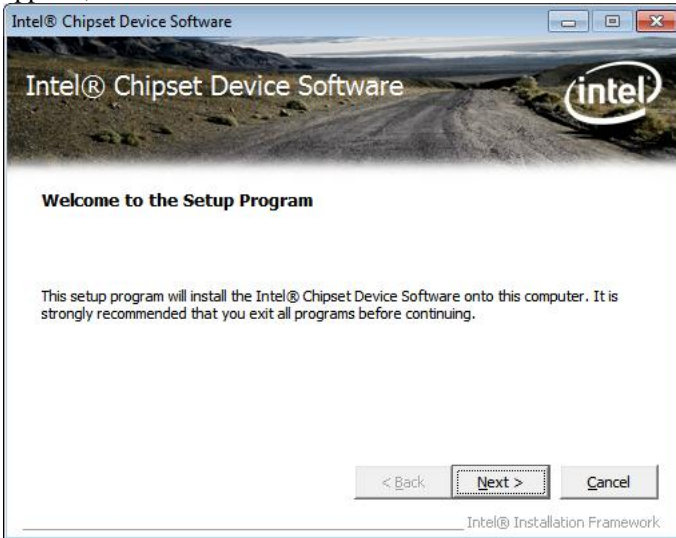 Intel® Chipset Device Software
Intel® Chipset Device Software
intel
Welcome to the Setup Program
This setup program will install the Intel® Chipset Device Software onto this computer. It is
strongly recommended that you exit all programs before continuing.
< Back Next > Cancel
Intel® Installation Framework